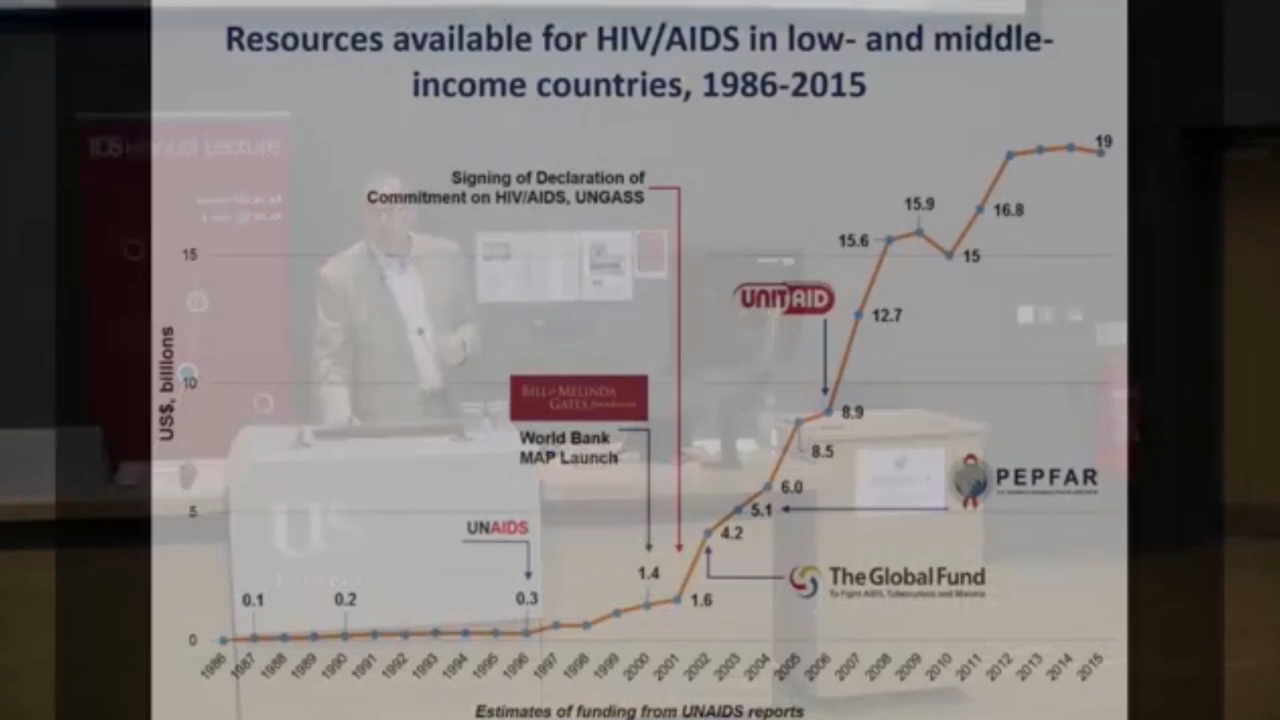 Resources available for HIV/AIDS in low- and middle-
income countries, 1986-2015
Annual Lecture
Signing of Declaration of
Commitment on HIV/AIDS, UNGASS
19
15.9
16.8
15.6
15
15
UNITAID
12.7
US$, billions
BILL & MELINDA
GATES foundation
10
8.9
World Bank
MAP Launch
8.5
PEPFAR
6.0
5
5.1
UNAIDS
4.2
1.4
The Global Fund
To Fight AIDS, Tuberculosis and Malaria
0.1
0.2
0.3
1.6
0
1986 1987 1988 1989 1990 1991 1992 1993 1994 1995 1996 1997 1998 1999 2000 2001 2002 2003 2004 2005 2006 2007 2008 2009 2010 2011 2012 2013 2014 2015
Estimates of funding from UNAIDS reports